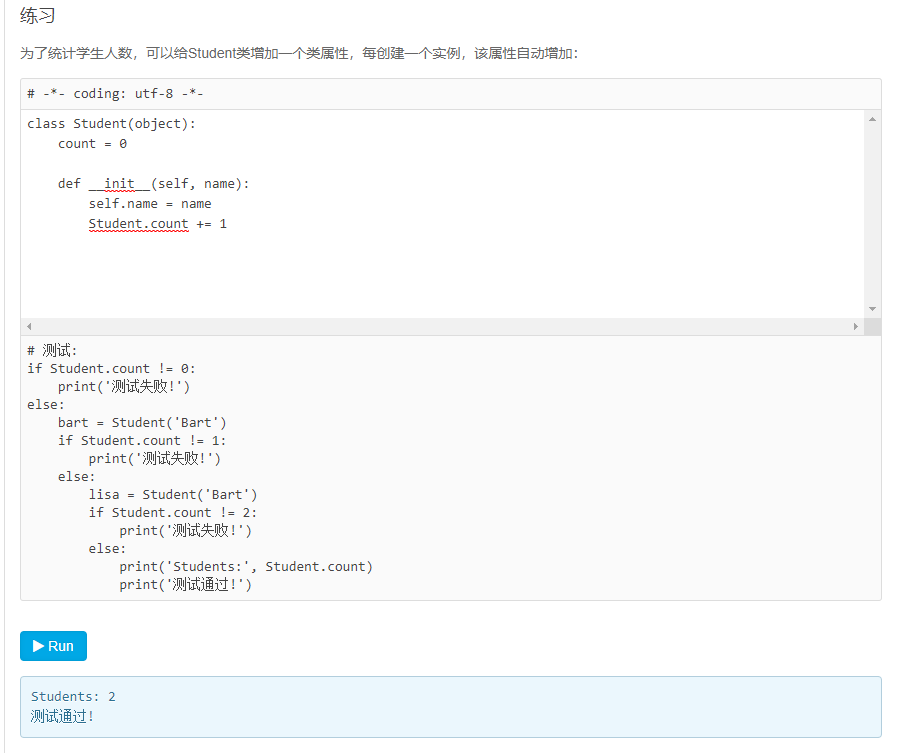 练习
为了统计学生人数，可以给Student类增加一个类属性，每创建一个实例，该属性自动增加：
# -*- coding: utf-8 -*-
class Student(object):
    count = 0
    def __init__(self, name):
        self.name = name
        Student.count += 1
# 测试:
if Student.count != 0:
    print('测试失败!')
else:
    bart = Student('Bart')
    if Student.count != 1:
        print('测试失败!')
    else:
        lisa = Student('Bart')
        if Student.count != 2:
            print('测试失败!')
        else:
            print('Students:', Student.count)
            print('测试通过!')
Run
Students: 2
测试通过!